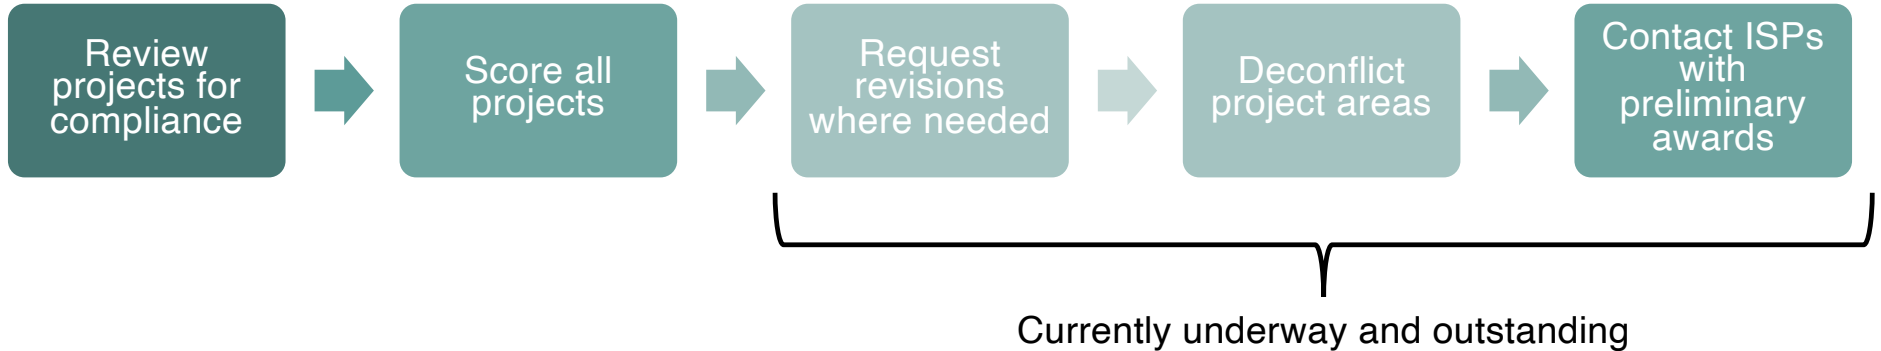 Review
projects for
compliance
Score all
projects
Request
revisions
where needed
Deconflict
project areas
Contact ISPs
with
preliminary
awards
Currently underway and outstanding